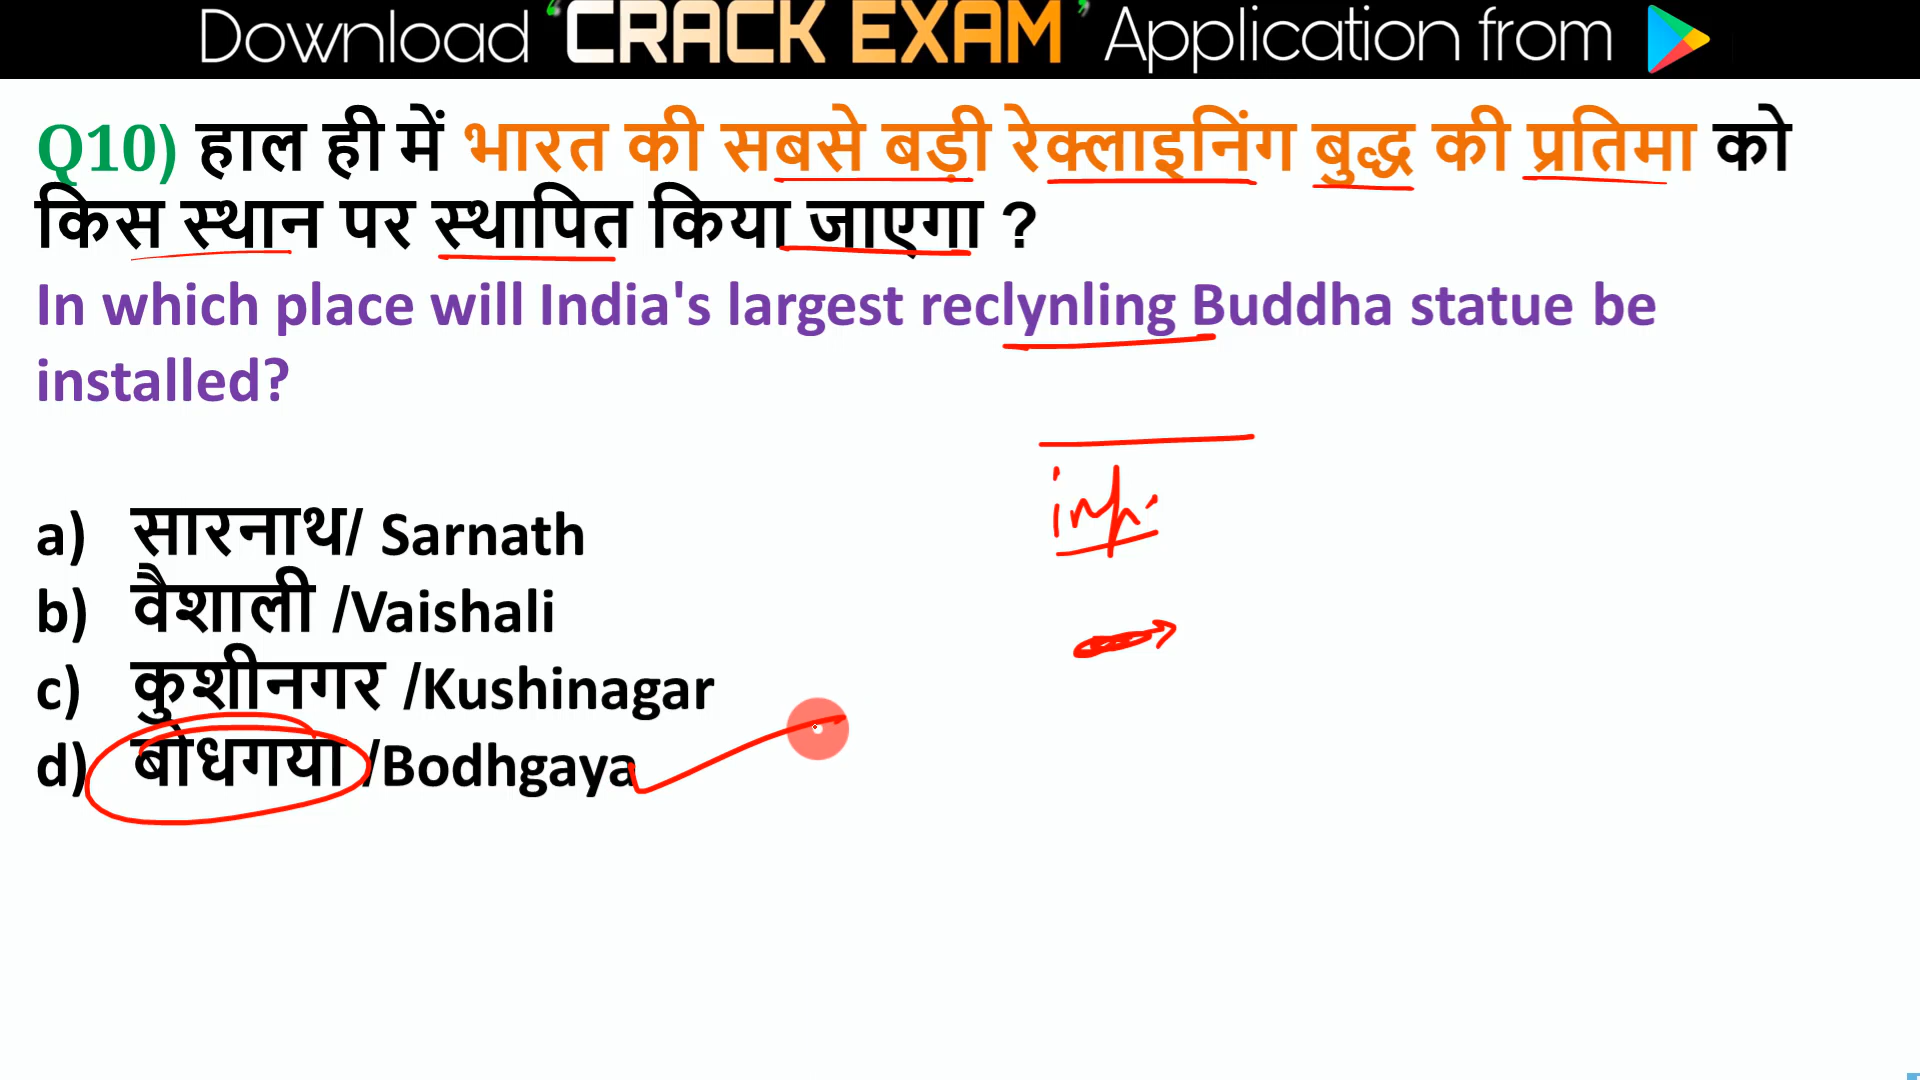 Download ‘CRACK EXAM’ Application from
Q10) हाल ही में भारत की सबसे बड़ी रेक्लाइनिंग बुद्ध की प्रतिमा को
किस स्थान पर स्थापित किया जाएगा ?
In which place will India's largest reclynling Buddha statue be
installed?
imp.
a) सारनाथ/ Sarnath
b) वैशाली /Vaishali
c) कुशीनगर /Kushinagar
d) बोधगया /Bodhgaya